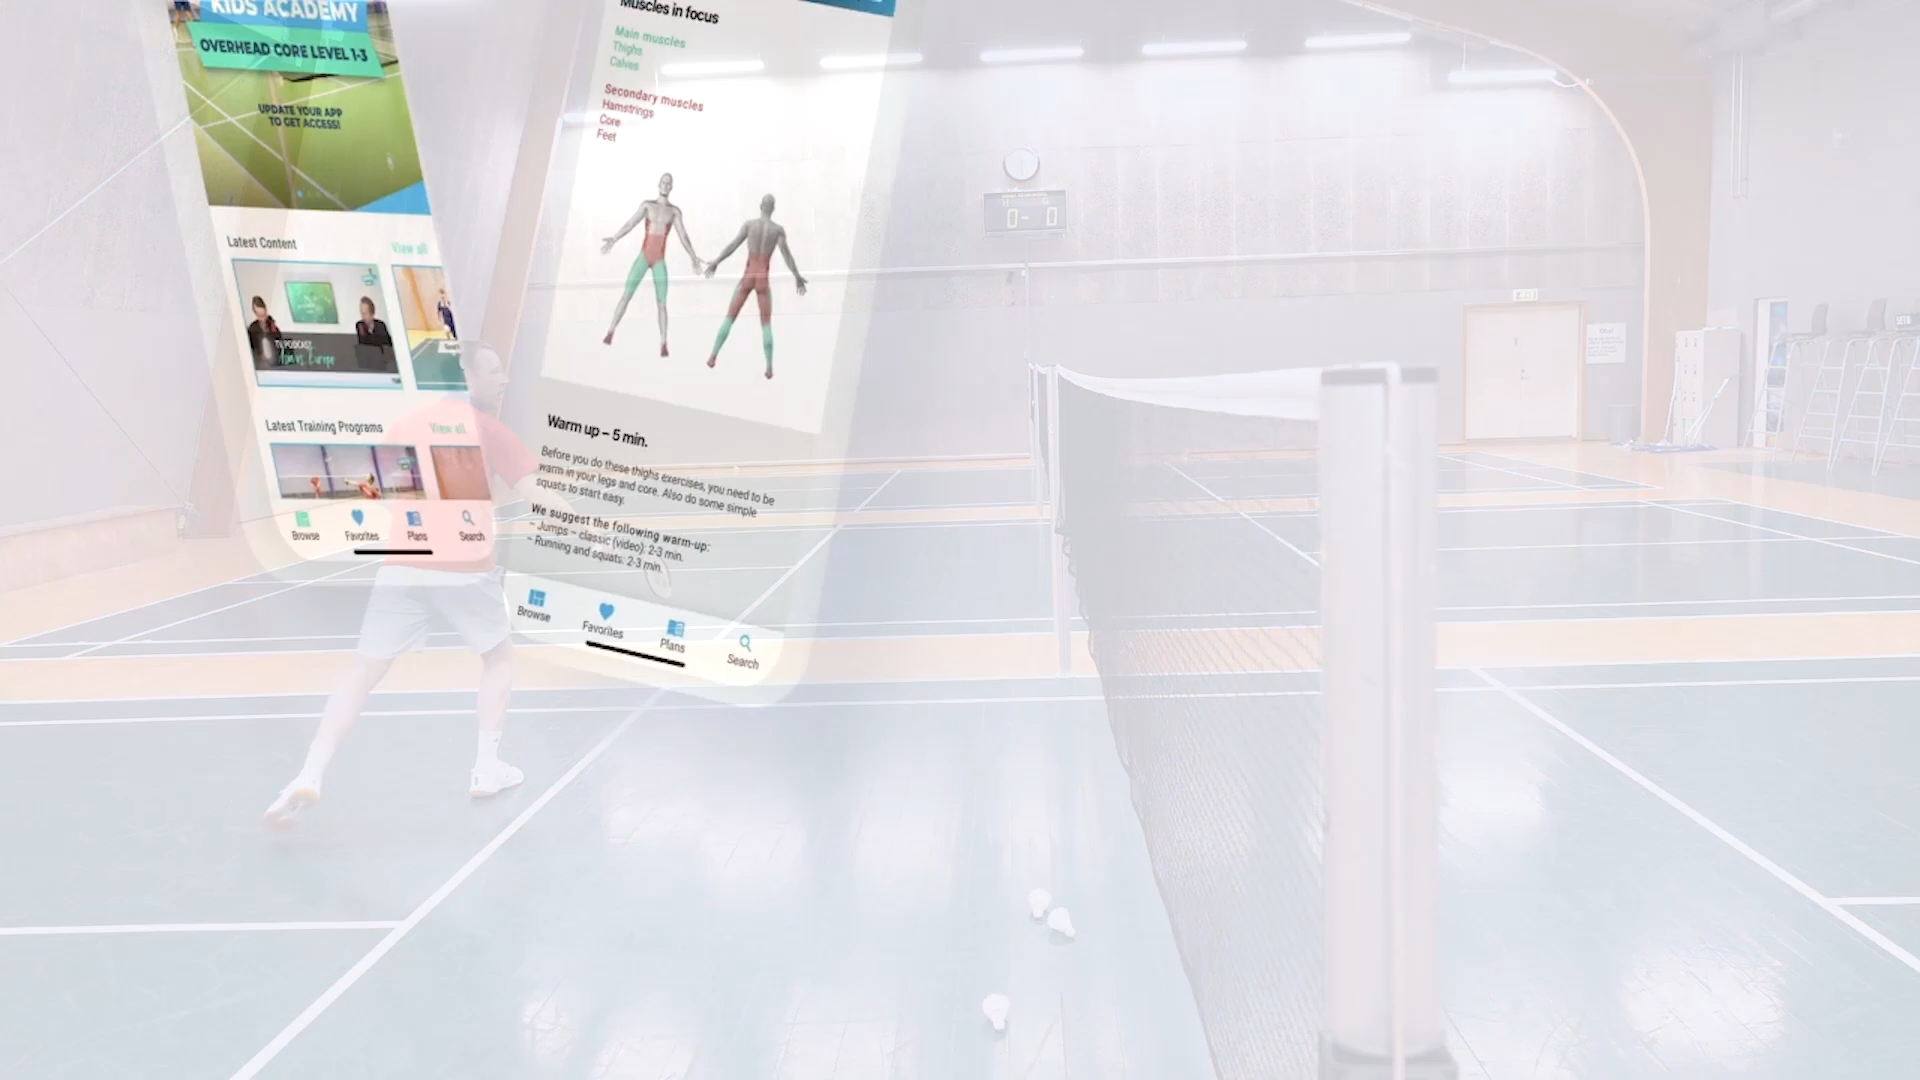 KIDS ACADEMY
OVERHEAD CORE LEVEL 1-3
UPDATE YOUR APP
TO GET ACCESS!
Latest Content
View all
PODCAST
Europe
Latest Training Programs
View all
Browse
Favorites
Plans
Search
Muscles in focus
Main muscles
Thighs
Calves
Secondary muscles
Hamstrings
Core
Feet
Warm up – 5 min.
Before you do these thighs exercises, you need to be
warm in your legs and core. Also do some simple
squats to start easy.
We suggest the following warm-up:
– Jumps – classic (video): 2-3 min.
– Running and squats: 2-3 min.
Browse
Favorites
Plans
Search
0 - 0